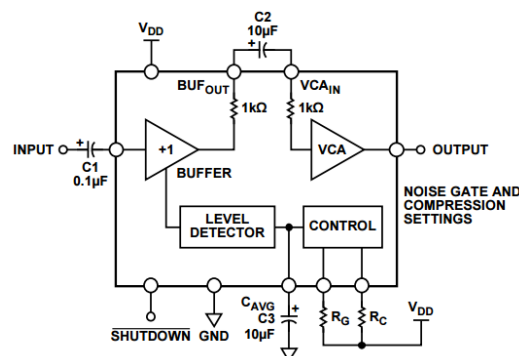 C2
10µF
+
VDD
BUFOUT
VCAIN
1kΩ
1kΩ
INPUT
+
C1
0.1µF
+1
BUFFER
VCA
OUTPUT
NOISE GATE AND
COMPRESSION
SETTINGS
LEVEL
DETECTOR
CONTROL
SHUTDOWN
GND
CAVG
C3
10µF
+
RG
RC
VDD